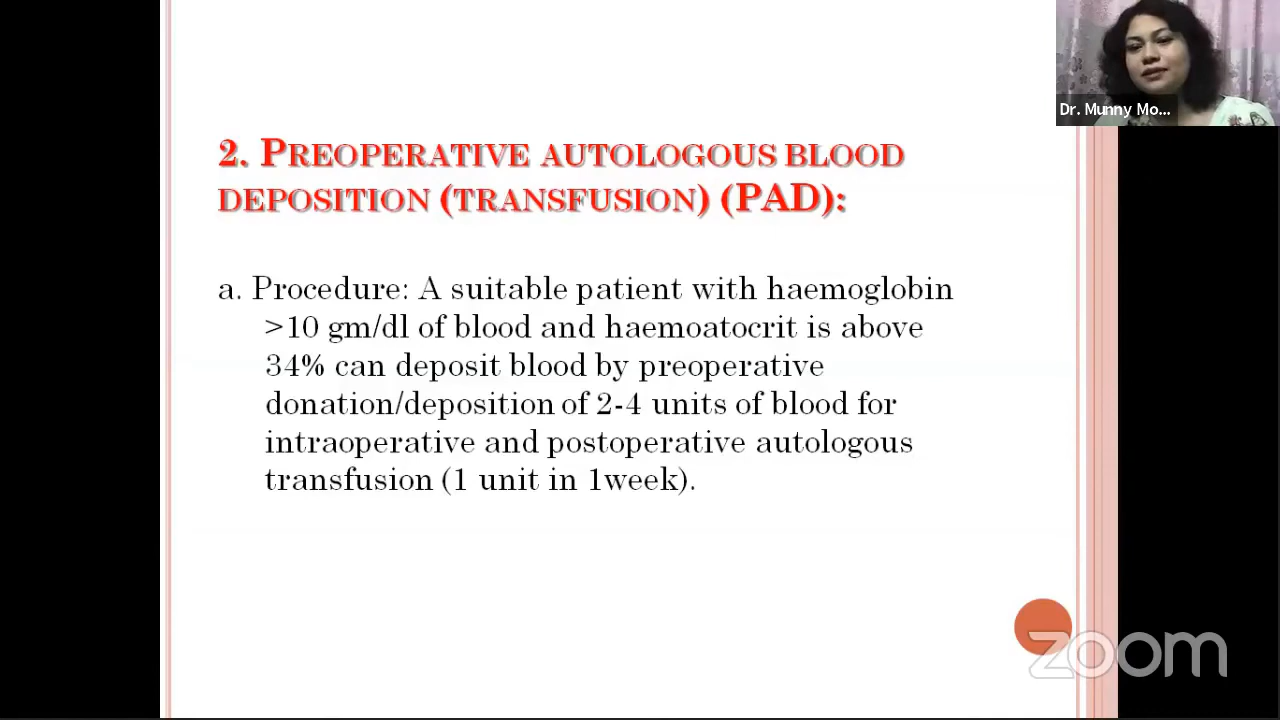 2. PREOPERATIVE AUTOLOGOUS BLOOD
DEPOSITION (TRANSFUSION) (PAD):
a. Procedure: A suitable patient with haemoglobin
>10 gm/dl of blood and haemoatocrit is above
34% can deposit blood by preoperative
donation/deposition of 2-4 units of blood for
intraoperative and postoperative autologous
transfusion (1 unit in 1week).
Dr. Munny Mo...
zoom